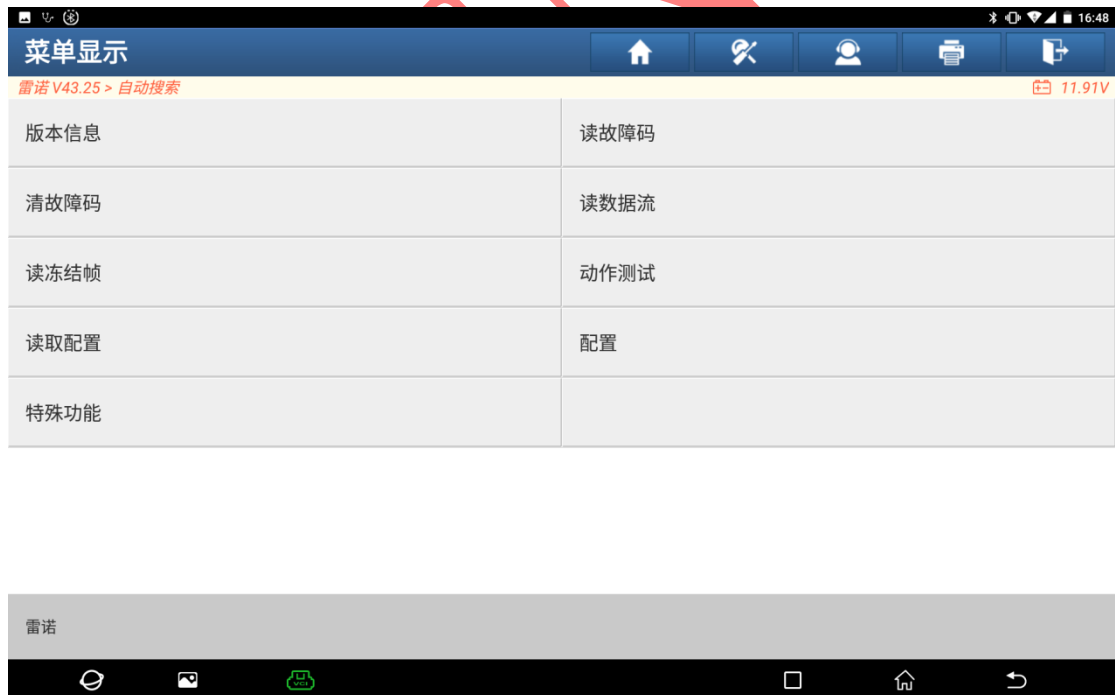 16:48
菜单显示
雷诺 V43.25 > 自动搜索 11.91V
版本信息 读故障码
清故障码 读数据流
读冻结帧 动作测试
读取配置 配置
特殊功能
雷诺
VCI